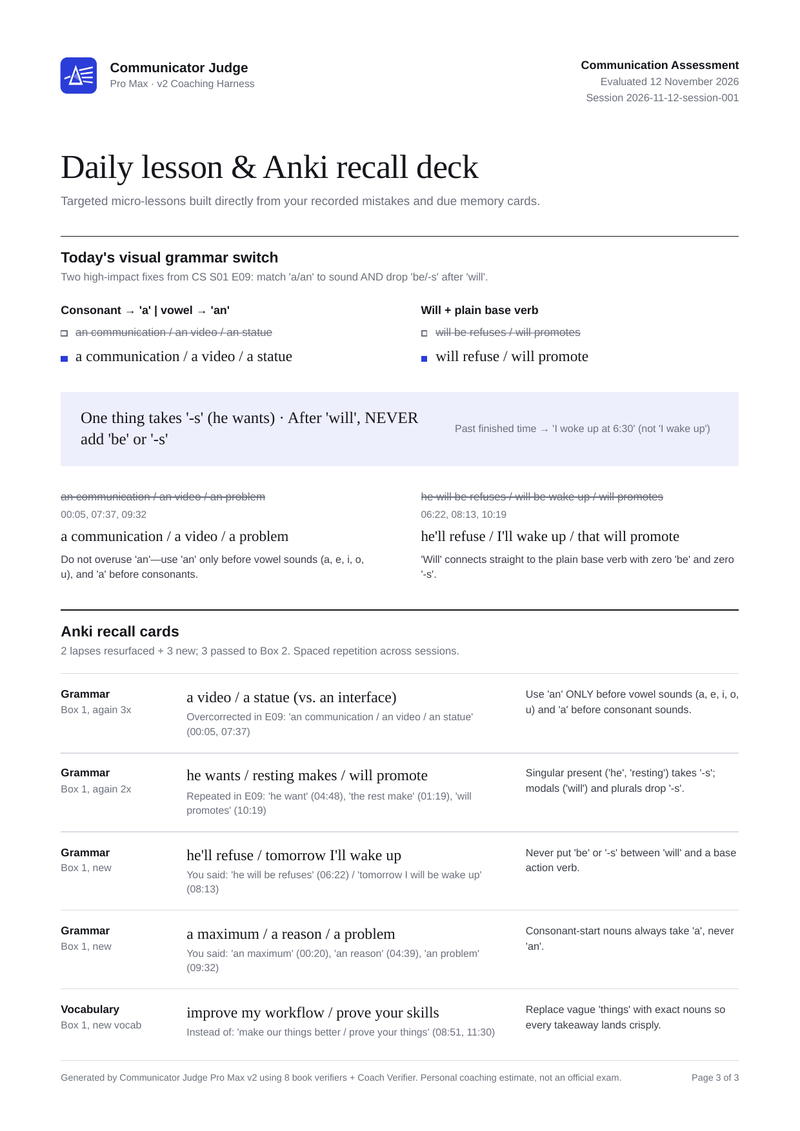 Communicator Judge
Pro Max · v2 Coaching Harness
Communication Assessment
Evaluated 12 November 2026
Session 2026-11-12-session-001
Daily lesson & Anki recall deck
Targeted micro-lessons built directly from your recorded mistakes and due memory cards.
Today's visual grammar switch
Two high-impact fixes from CS S01 E09: match 'a/an' to sound AND drop 'be/-s' after 'will'.
Consonant → 'a' | vowel → 'an'
an communication / an video / an statue
a communication / a video / a statue
Will + plain base verb
will be refuses / will promotes
will refuse / will promote
One thing takes '-s' (he wants) · After 'will', NEVER
add 'be' or '-s'
Past finished time → 'I woke up at 6:30' (not 'I wake up')
an communication / an video / an problem
00:05, 07:37, 09:32
a communication / a video / a problem
Do not overuse 'an'—use 'an' only before vowel sounds (a, e, i, o,
u), and 'a' before consonants.
he will be refuses / will be wake up / will promotes
06:22, 08:13, 10:19
he'll refuse / I'll wake up / that will promote
'Will' connects straight to the plain base verb with zero 'be' and zero
'-s'.
Anki recall cards
2 lapses resurfaced + 3 new; 3 passed to Box 2. Spaced repetition across sessions.
Grammar
Box 1, again 3x
a video / a statue (vs. an interface)
Overcorrected in E09: 'an communication / an video / an statue'
(00:05, 07:37)
Use 'an' ONLY before vowel sounds (a, e, i, o,
u) and 'a' before consonant sounds.
Grammar
Box 1, again 2x
he wants / resting makes / will promote
Repeated in E09: 'he want' (04:48), 'the rest make' (01:19), 'will
promotes' (10:19)
Singular present ('he', 'resting') takes '-s';
modals ('will') and plurals drop '-s'.
Grammar
Box 1, new
he'll refuse / tomorrow I'll wake up
You said: 'he will be refuses' (06:22) / 'tomorrow I will be wake up'
(08:13)
Never put 'be' or '-s' between 'will' and a base
action verb.
Grammar
Box 1, new
a maximum / a reason / a problem
You said: 'an maximum' (00:20), 'an reason' (04:39), 'an problem'
(09:32)
Consonant-start nouns always take 'a', never
'an'.
Vocabulary
Box 1, new vocab
improve my workflow / prove your skills
Instead of: 'make our things better / prove your things' (08:51, 11:30)
Replace vague 'things' with exact nouns so
every takeaway lands crisply.
Generated by Communicator Judge Pro Max v2 using 8 book verifiers + Coach Verifier. Personal coaching estimate, not an official exam.
Page 3 of 3